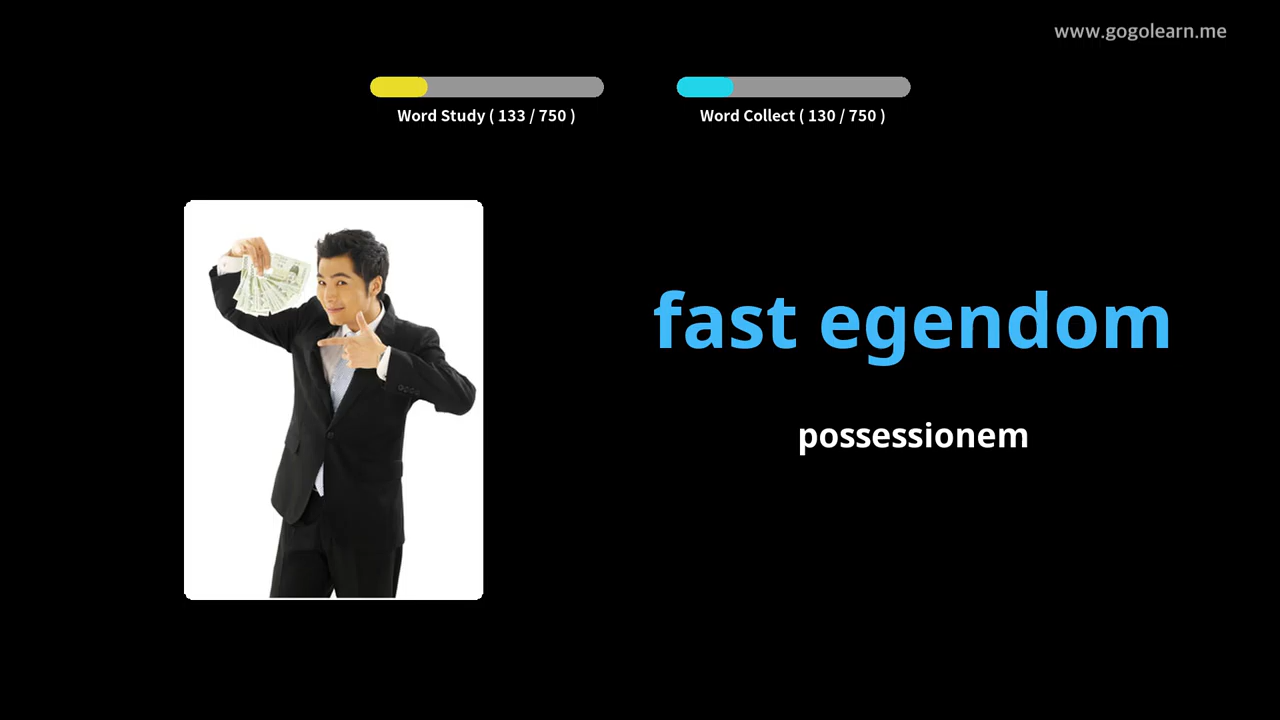 www.gogolearn.me
Word Study ( 133 / 750 )
Word Collect ( 130 / 750 )
fast egendom
possessionem